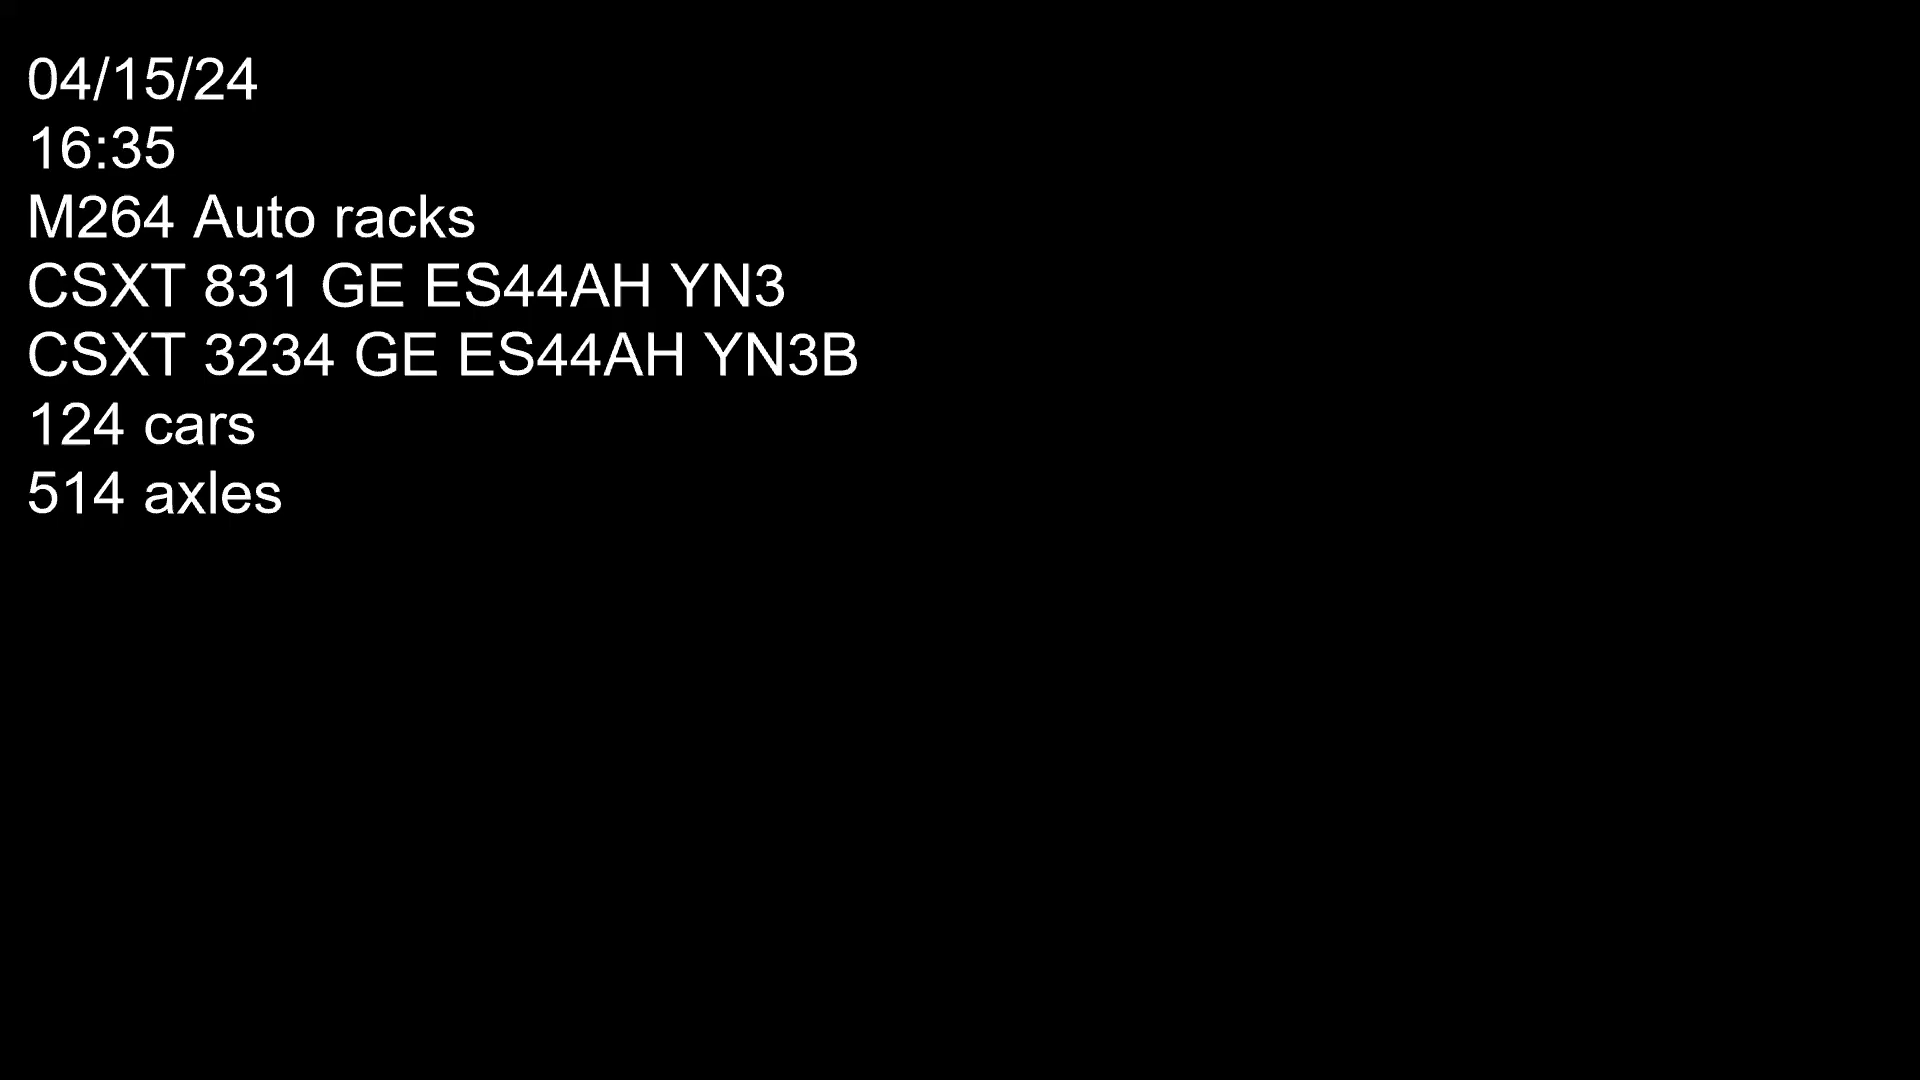 04/15/24
16:35
M264 Auto racks
CSXT 831 GE ES44AH YN3
CSXT 3234 GE ES44AH YN3B
124 cars
514 axles